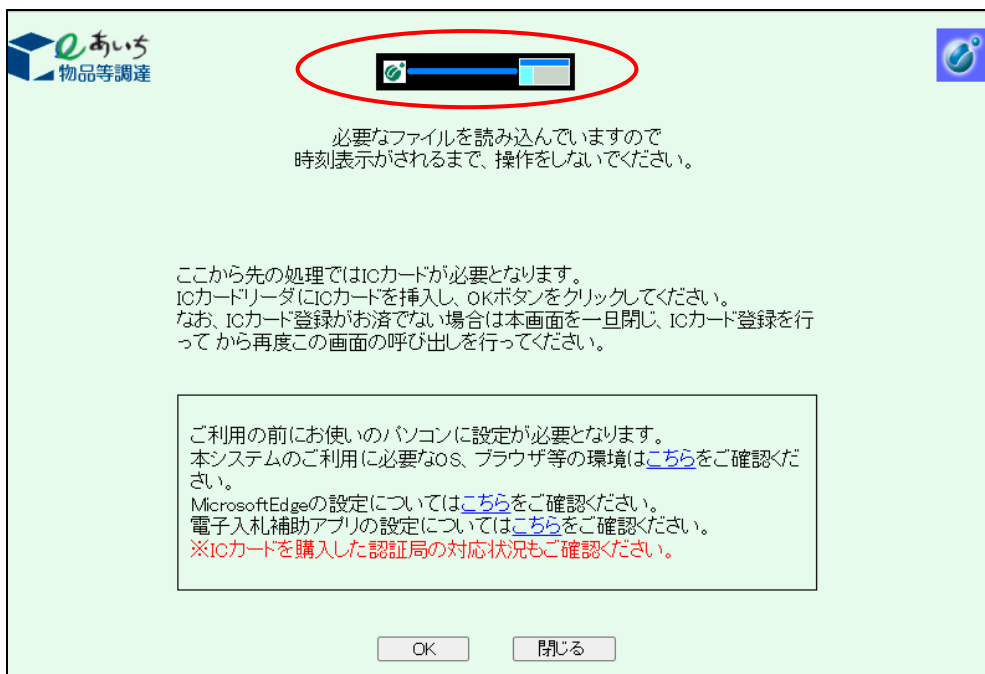 eあいち
物品等調達
必要なファイルを読み込んでいますので
時刻表示がされるまで、操作をしないでください。
ここから先の処理ではICカードが必要となります。
ICカードリーダにICカードを挿入し、OKボタンをクリックしてください。
なお、ICカード登録がお済でない場合は本画面を一旦閉じ、ICカード登録を行
って から再度この画面の呼び出しを行ってください。
ご利用の前にお使いのパソコンに設定が必要となります。
本システムのご利用に必要なOS、ブラウザ等の環境はこちらをご確認くだ
さい。
MicrosoftEdgeの設定についてはこちらをご確認ください。
電子入札補助アプリの設定についてはこちらをご確認ください。
※ICカードを購入した認証局の対応状況もご確認ください。
OK 閉じる